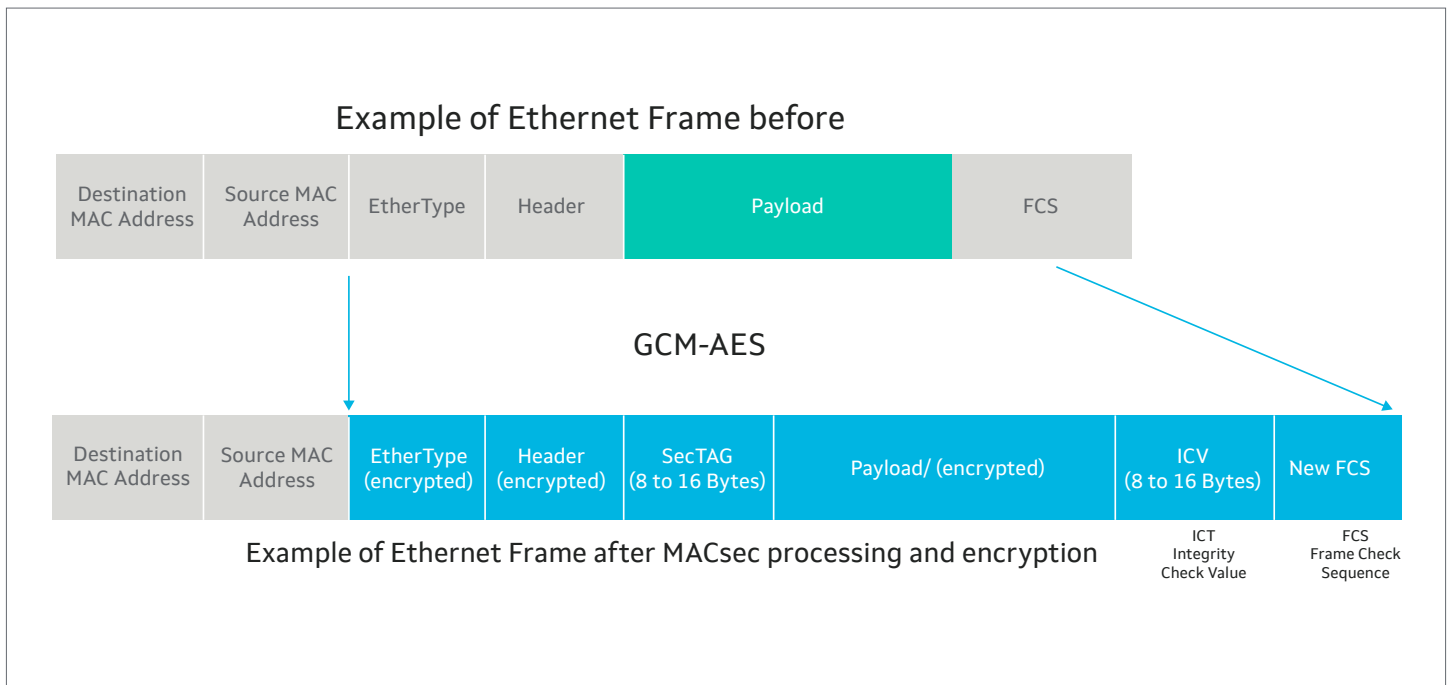 Example of Ethernet Frame before
Destination
MAC Address
Source MAC
Address
EtherType
Header
Payload
FCS
GCM-AES
Destination
MAC Address
Source MAC
Address
EtherType
(encrypted)
Header
(encrypted)
SecTAG
(8 to 16 Bytes)
Payload/ (encrypted)
ICV
(8 to 16 Bytes)
New FCS
Example of Ethernet Frame after MACsec processing and encryption
ICT
Integrity
Check Value
FCS
Frame Check
Sequence